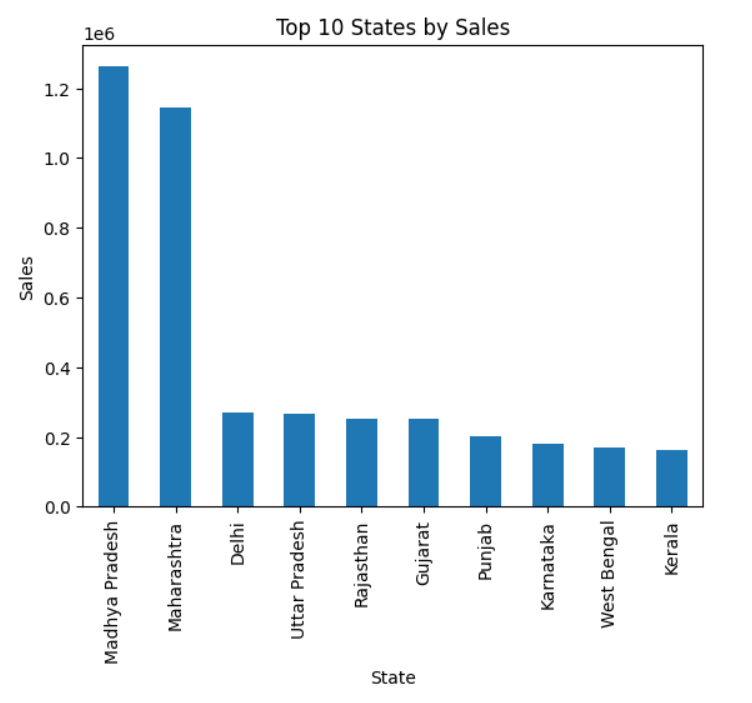 Top 10 States by Sales
1e6
1.2
1.0
0.8
0.6
0.4
0.2
0.0
Sales
Madhya Pradesh
Maharashtra
Delhi
Uttar Pradesh
Rajasthan
Gujarat
Punjab
Karnataka
West Bengal
Kerala
State